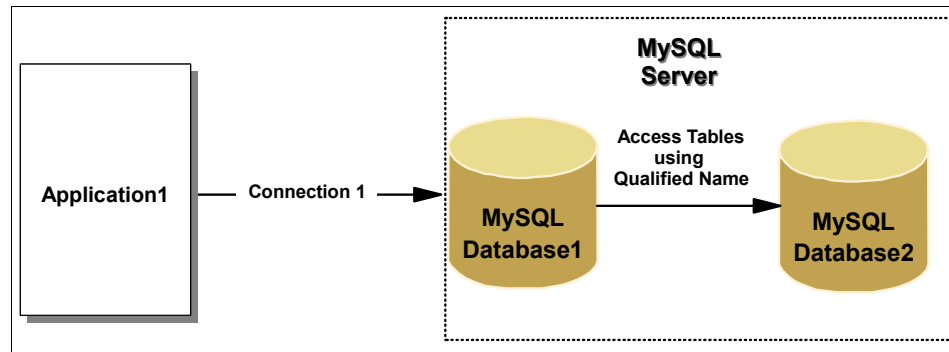 MySQL
Server
Application1
Connection 1
MySQL
Database1
Access Tables
using
Qualified Name
MySQL
Database2